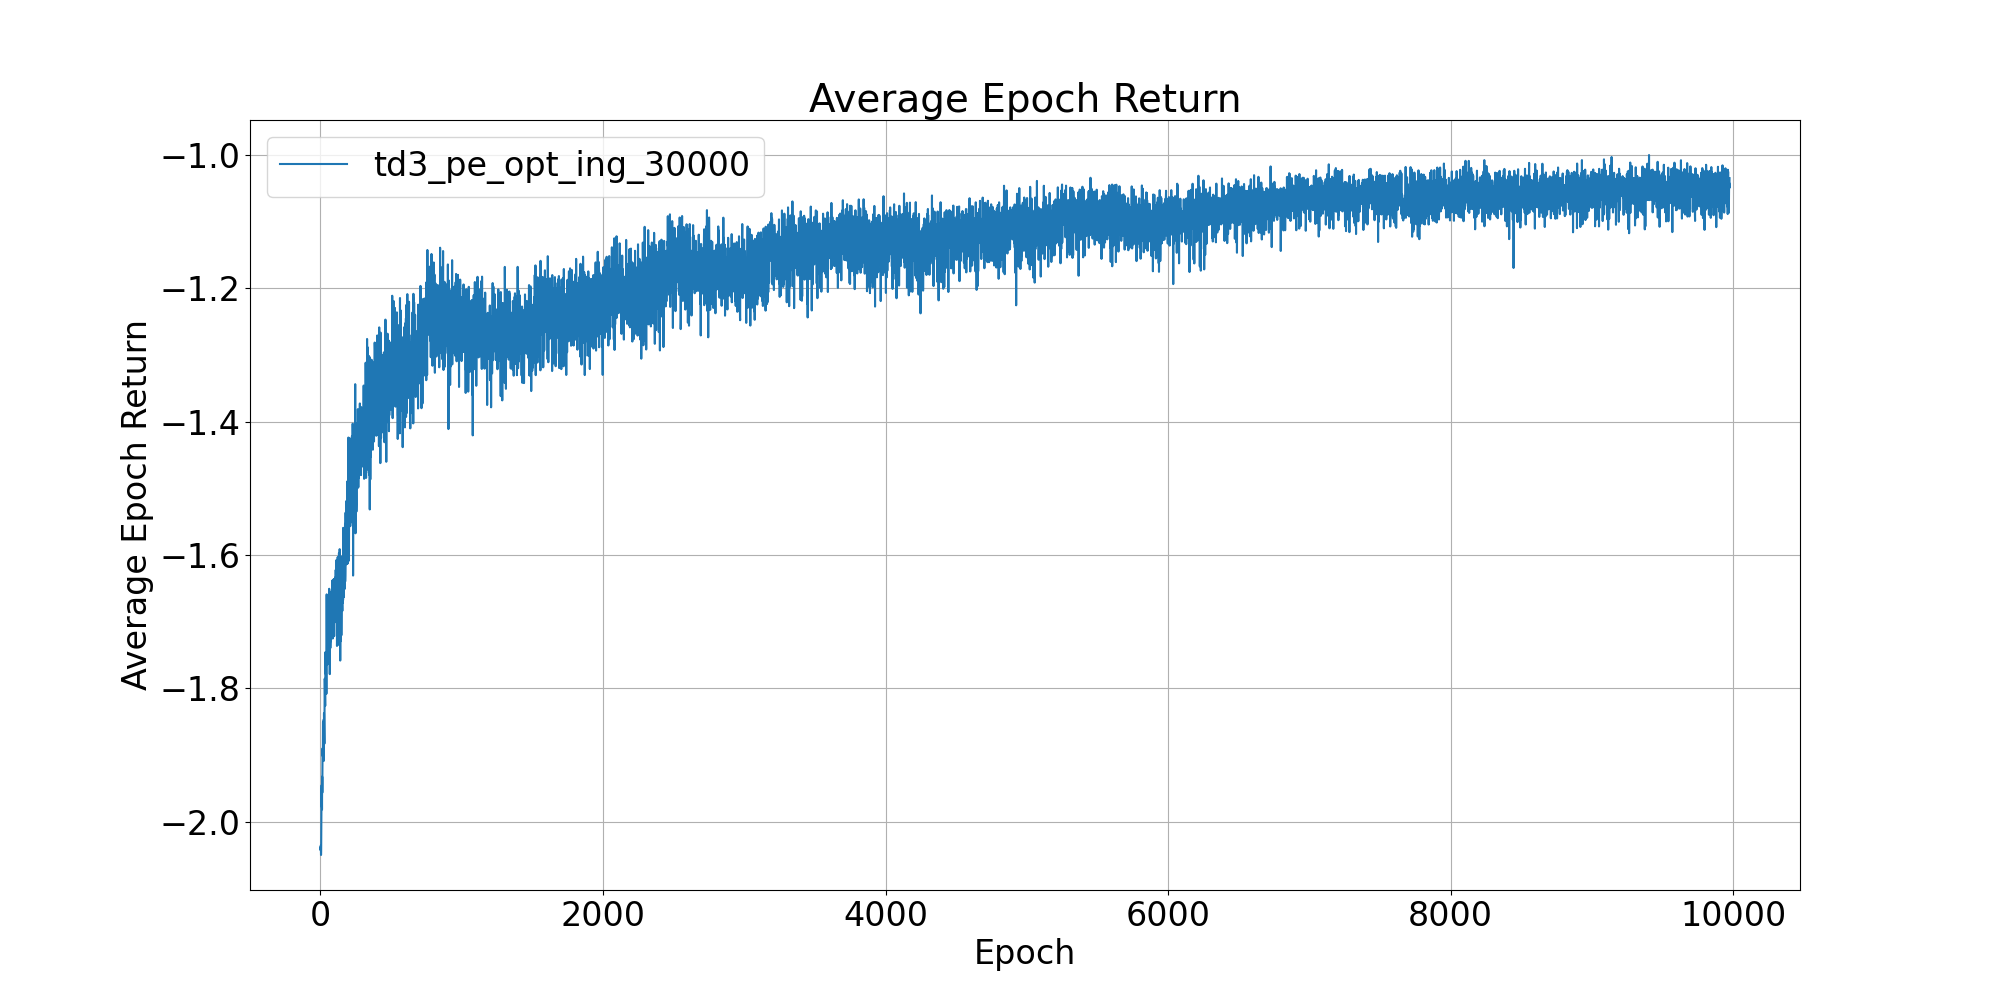 Average Epoch Return
td3_pe_opt_ing_30000
Average Epoch Return
−1.0
−1.2
−1.4
−1.6
−1.8
−2.0
0 2000 4000 6000 8000 10000
Epoch